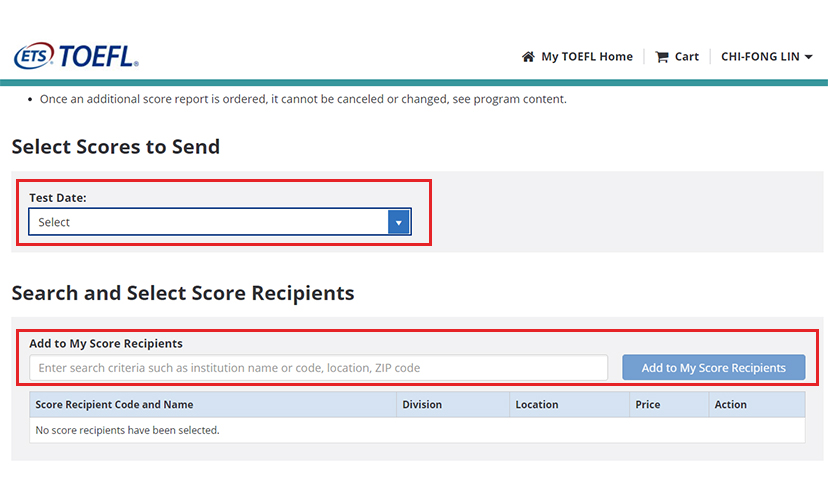 ETS TOEFL®
My TOEFL Home Cart CHI-FONG LIN
• Once an additional score report is ordered, it cannot be canceled or changed, see program content.
Select Scores to Send
Test Date:
Select
Search and Select Score Recipients
Add to My Score Recipients
Enter search criteria such as institution name or code, location, ZIP code
Add to My Score Recipients
Score Recipient Code and Name Division Location Price Action
No score recipients have been selected.